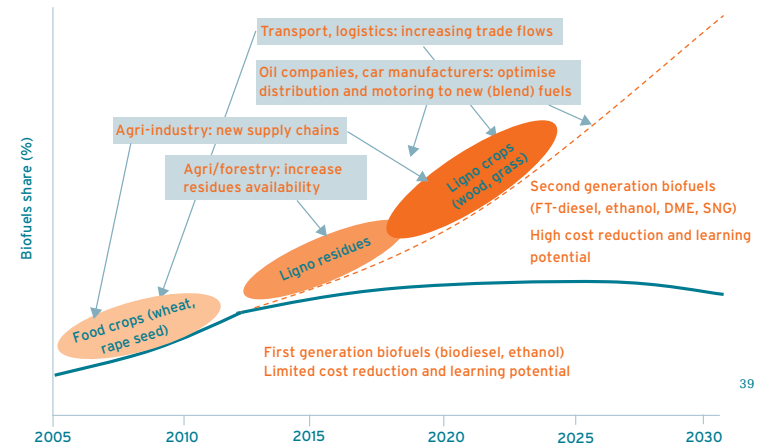 Transport, logistics: increasing trade flows
Oil companies, car manufacturers: optimise
distribution and motoring to new (blend) fuels
Agri-industry: new supply chains
Agri/forestry: increase
residues availability
Ligno crops
(wood, grass)
Second generation biofuels
(FT-diesel, ethanol, DME, SNG)
High cost reduction and learning
potential
Ligno residues
Food crops (wheat,
rape seed)
First generation biofuels (biodiesel, ethanol)
Limited cost reduction and learning potential
Biofuels share (%)
39
2005 2010 2015 2020 2025 2030